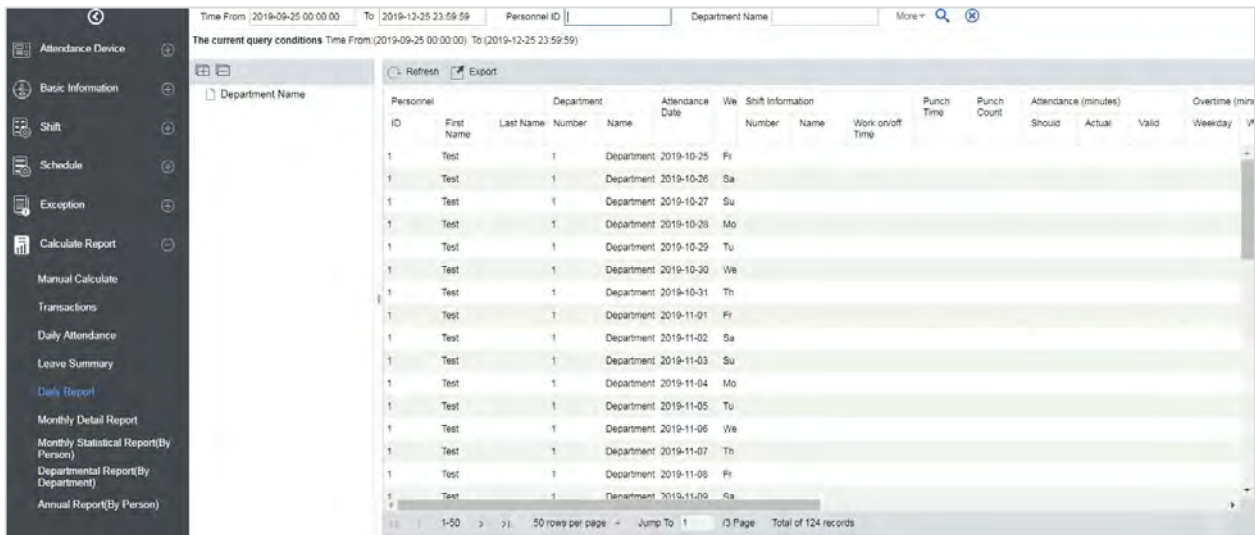 Time From 2019-09-25 00:00:00 To 2019-12-25 23:59:59 Personnel ID Department Name More
The current query conditions Time From:(2019-09-25 00:00:00) To:(2019-12-25 23:59:59)
Attendance Device
Basic Information
Shift
Schedule
Exception
Calculate Report
Manual Calculate
Transactions
Daily Attendance
Leave Summary
Daily Report
Monthly Detail Report
Monthly Statistical Report(By
Person)
Departmental Report(By
Department)
Annual Report(By Person)
Department Name
Refresh Export
Personnel Department Attendance Date We Shift Information Punch Time Punch Count Attendance (minutes) Overtime (min
ID First Name Last Name Number Name Number Name Work on/off Time Should Actual Valid Weekday W
1 Test 1 Department 2019-10-25 Fr
1 Test 1 Department 2019-10-26 Sa
1 Test 1 Department 2019-10-27 Su
1 Test 1 Department 2019-10-28 Mo
1 Test 1 Department 2019-10-29 Tu
1 Test 1 Department 2019-10-30 We
1 Test 1 Department 2019-10-31 Th
1 Test 1 Department 2019-11-01 Fr
1 Test 1 Department 2019-11-02 Sa
1 Test 1 Department 2019-11-03 Su
1 Test 1 Department 2019-11-04 Mo
1 Test 1 Department 2019-11-05 Tu
1 Test 1 Department 2019-11-06 We
1 Test 1 Department 2019-11-07 Th
1 Test 1 Department 2019-11-08 Fr
1 Test 1 Department 2019-11-09 Sa
1-50 50 rows per page Jump To 1 /3 Page Total of 124 records